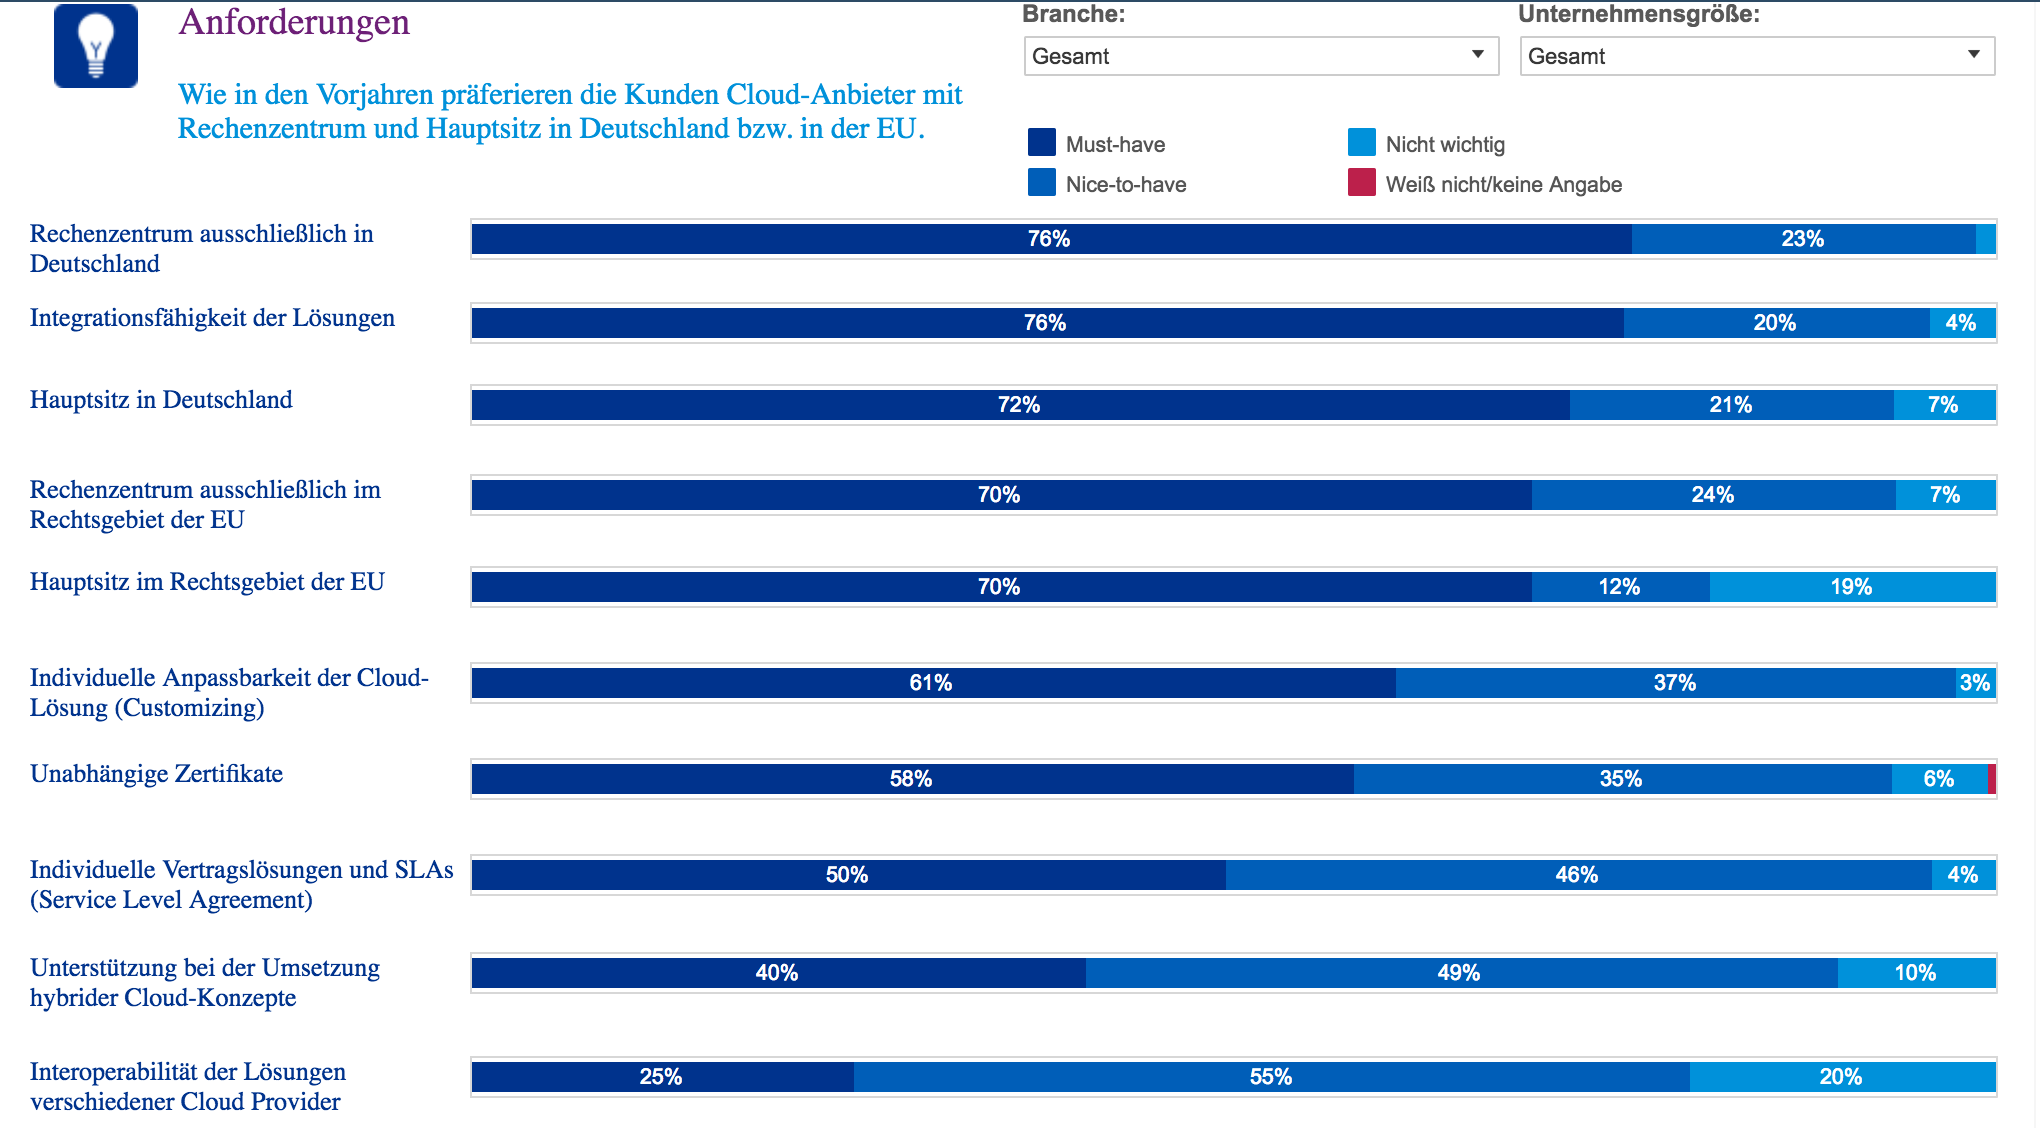 Anforderungen
Wie in den Vorjahren präferieren die Kunden Cloud-Anbieter mit
Rechenzentrum und Hauptsitz in Deutschland bzw. in der EU.
Branche:
Gesamt
Unternehmensgröße:
Gesamt
Must-have
Nicht wichtig
Nice-to-have
Weiß nicht/keine Angabe
Rechenzentrum ausschließlich in
Deutschland
76% 23%
Integrationsfähigkeit der Lösungen
76% 20% 4%
Hauptsitz in Deutschland
72% 21% 7%
Rechenzentrum ausschließlich im
Rechtsgebiet der EU
70% 24% 7%
Hauptsitz im Rechtsgebiet der EU
70% 12% 19%
Individuelle Anpassbarkeit der Cloud-
Lösung (Customizing)
61% 37% 3%
Unabhängige Zertifikate
58% 35% 6%
Individuelle Vertragslösungen und SLAs
(Service Level Agreement)
50% 46% 4%
Unterstützung bei der Umsetzung
hybrider Cloud-Konzepte
40% 49% 10%
Interoperabilität der Lösungen
verschiedener Cloud Provider
25% 55% 20%